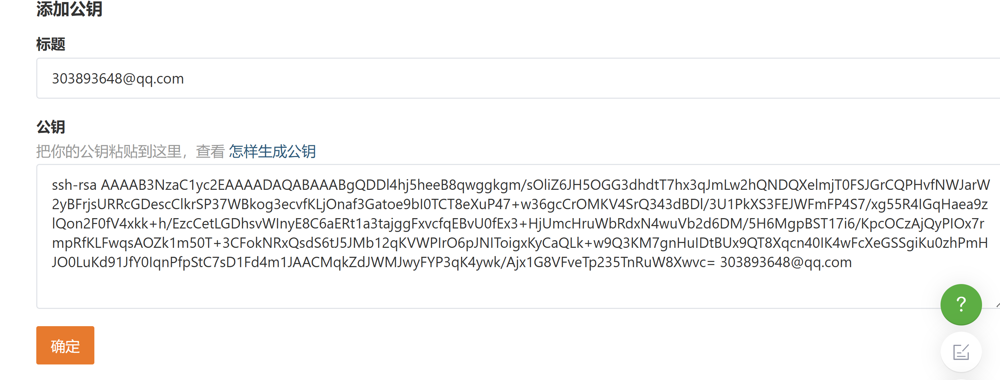 添加公钥
标题
303893648@qq.com
公钥
把你的公钥粘贴到这里，查看 怎样生成公钥
ssh-rsa AAAAB3NzaC1yc2EAAAADAQABAAABgQDDl4hj5heeB8qwggkgm/sOliZ6JH5OGG3dhdtT7hx3qJmLw2hQNDQXelmjT0FSJGrCQPHvfNWJarW
2yBFrjsURRcGDescClkrSP37WBkog3ecvfKLjOnaf3Gatoe9bI0TCT8eXuP47+w36gcCrOMKV4SrQ343dBDl/3U1PkXS3FEJWFmFP4S7/xg55R4IGqHaea9z
lQon2F0fV4xkk+h/EzcCetLGDhsvWInyE8C6aERt1a3tajggFxvcfqEBvU0fEx3+HjUmcHruWbRdxN4wuVb2d6DM/5H6MgpBST17i6/KpcOCzAjQyPIOx7r
mpRfKLFwqsAOZk1m50T+3CFokNRxQsdS6tJ5JMb12qKVWPIrO6pJNIToigxKyCaQLk+w9Q3KM7gnHuIDtBUx9QT8Xqcn40IK4wFcXeGSSgiKu0zhPmH
JO0LuKd91JfY0IqnPfpStC7sD1Fd4m1JAACMqkZdJWMJwyFYP3qK4ywk/Ajx1G8VFveTp235TnRuW8Xwvc= 303893648@qq.com
?
确定